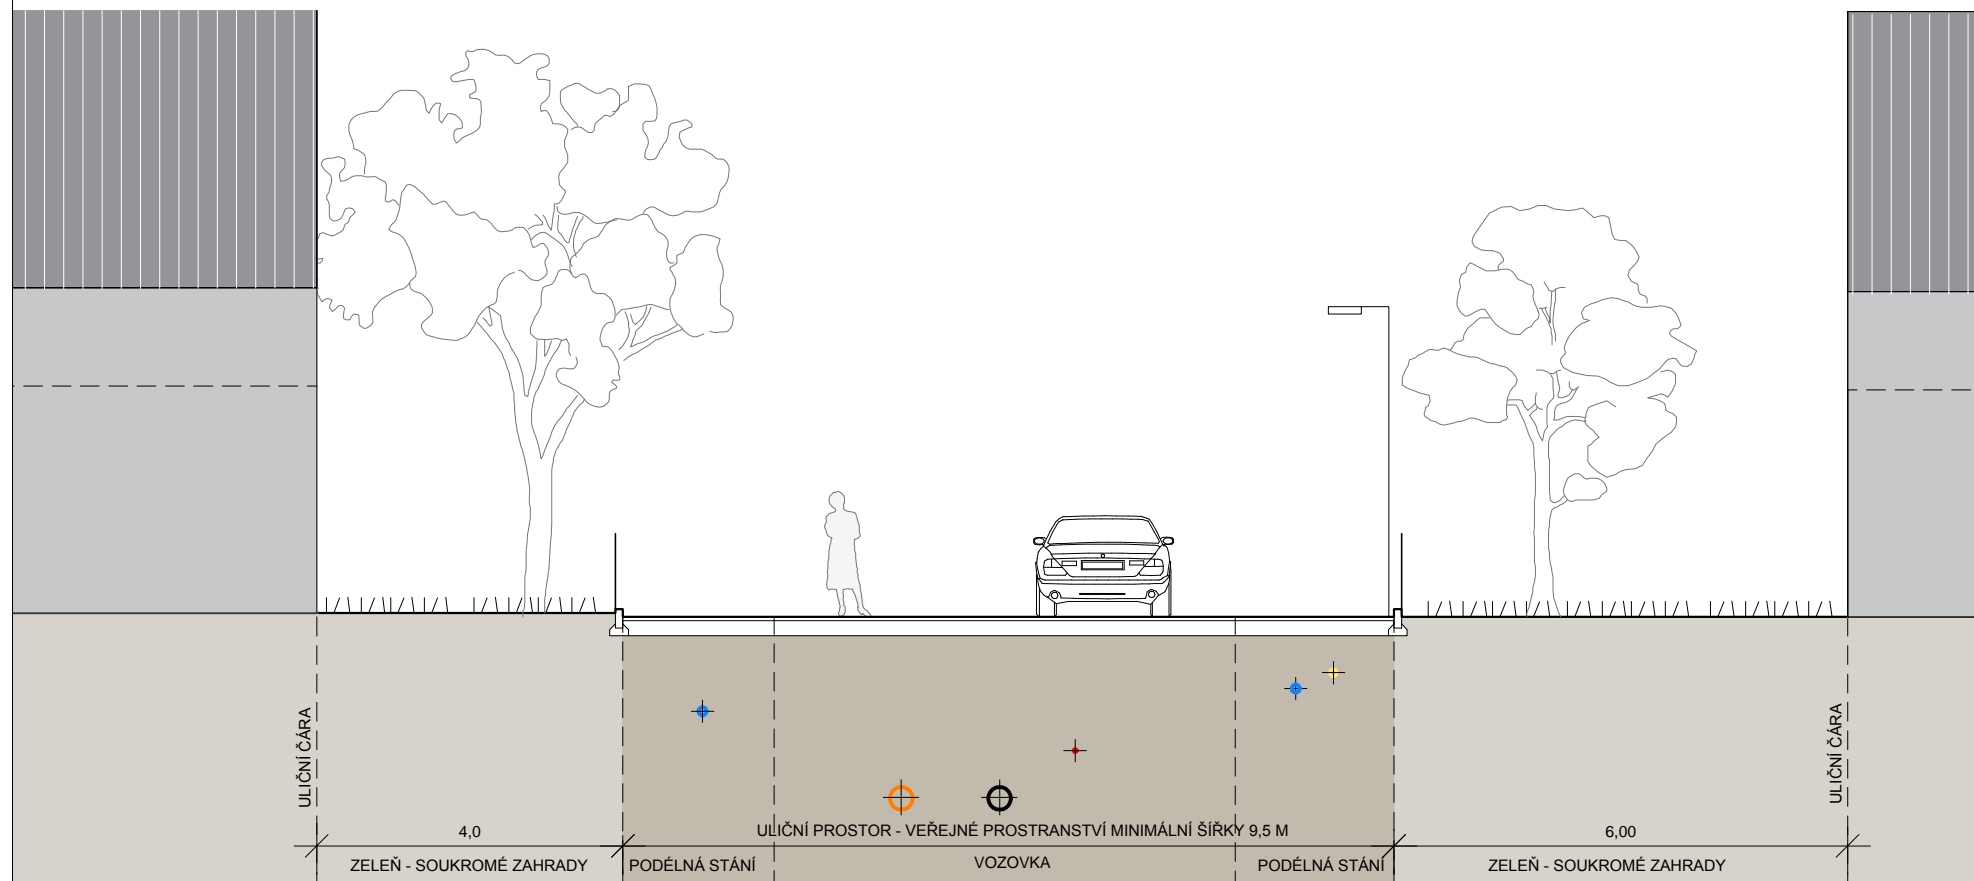 ULIČNÍ ČÁRA
ULIČNÍ ČÁRA
4,0
ULIČNÍ PROSTOR - VEŘEJNÉ PROSTRANSTVÍ MINIMÁLNÍ ŠÍŘKY 9,5 M
6,00
ZELEŇ - SOUKROMÉ ZAHRADY
PODÉLNÁ STÁNÍ
VOZOVKA
PODÉLNÁ STÁNÍ
ZELEŇ - SOUKROMÉ ZAHRADY